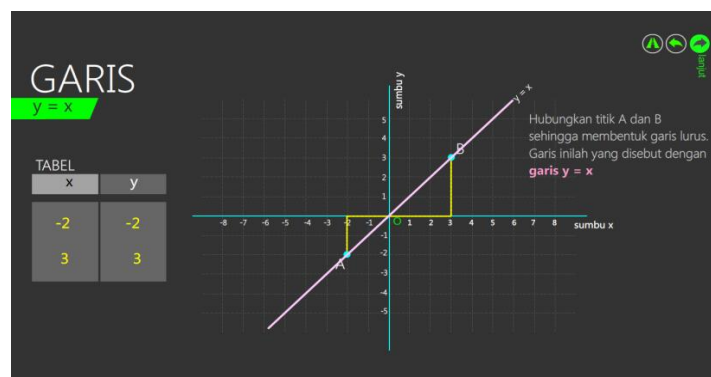 GARIS
y = x
TABEL
x y
-2 -2
3 3
sumbu y
5
4
3
2
1
-8 -7 -6 -5 -4 -3 -2 -1 O 1 2 3 4 5 6 7 8 sumbu x
-1
-2
-3
-4
-5
A
B
y = x
Hubungkan titik A dan B
sehingga membentuk garis lurus.
Garis inilah yang disebut dengan
garis y = x
lanjut